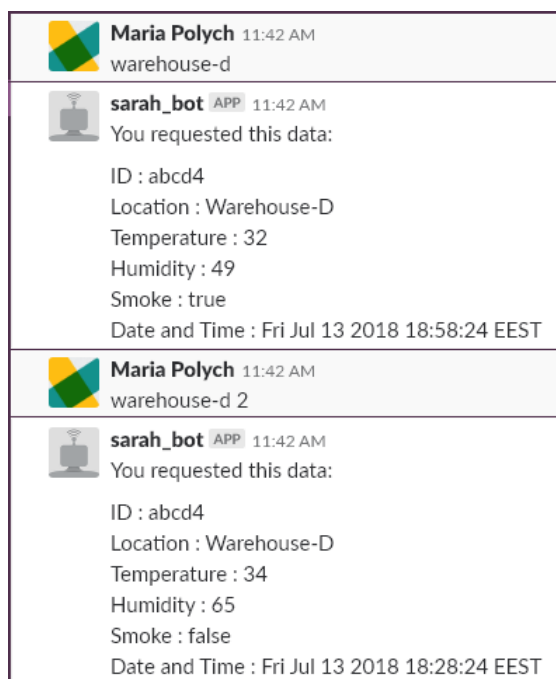 Maria Polych 11:42 AM
warehouse-d
sarah_bot APP 11:42 AM
You requested this data:
ID : abcd4
Location : Warehouse-D
Temperature : 32
Humidity : 49
Smoke : true
Date and Time : Fri Jul 13 2018 18:58:24 EEST
Maria Polych 11:42 AM
warehouse-d 2
sarah_bot APP 11:42 AM
You requested this data:
ID : abcd4
Location : Warehouse-D
Temperature : 34
Humidity : 65
Smoke : false
Date and Time : Fri Jul 13 2018 18:28:24 EEST